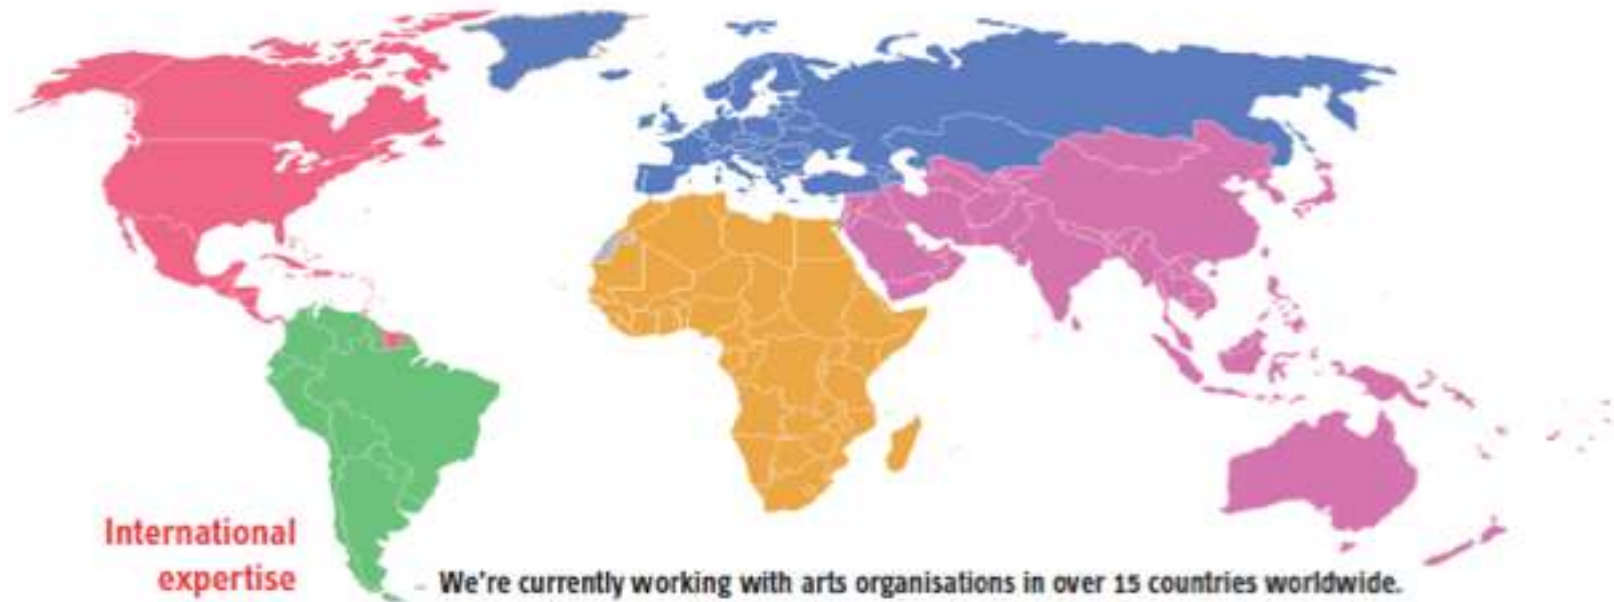 International
expertise
We're currently working with arts organisations in over 15 countries worldwide.